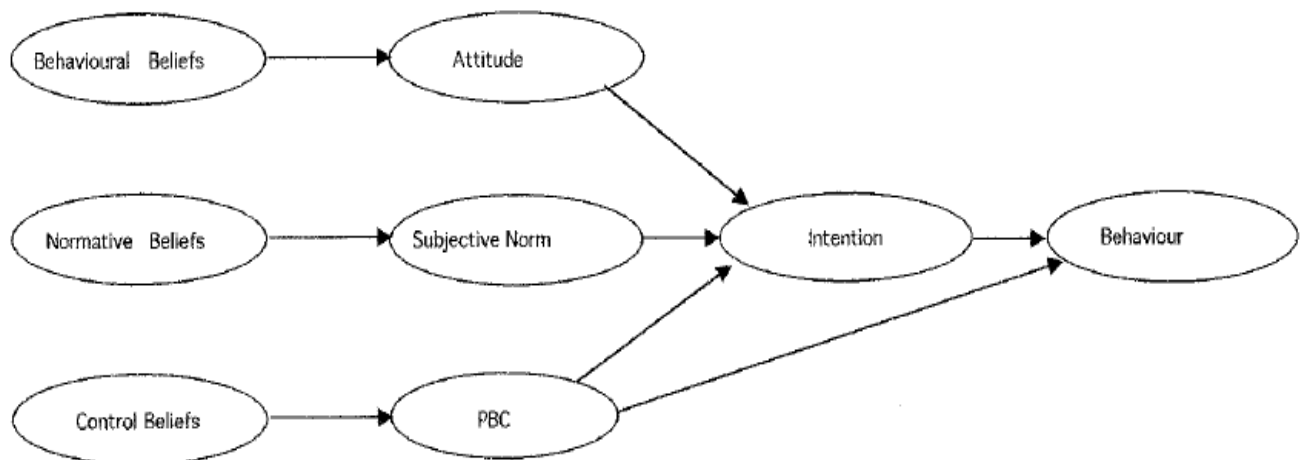 Behavioural Beliefs
Attitude
Normative Beliefs
Subjective Norm
Intention
Behaviour
Control Beliefs
PBC